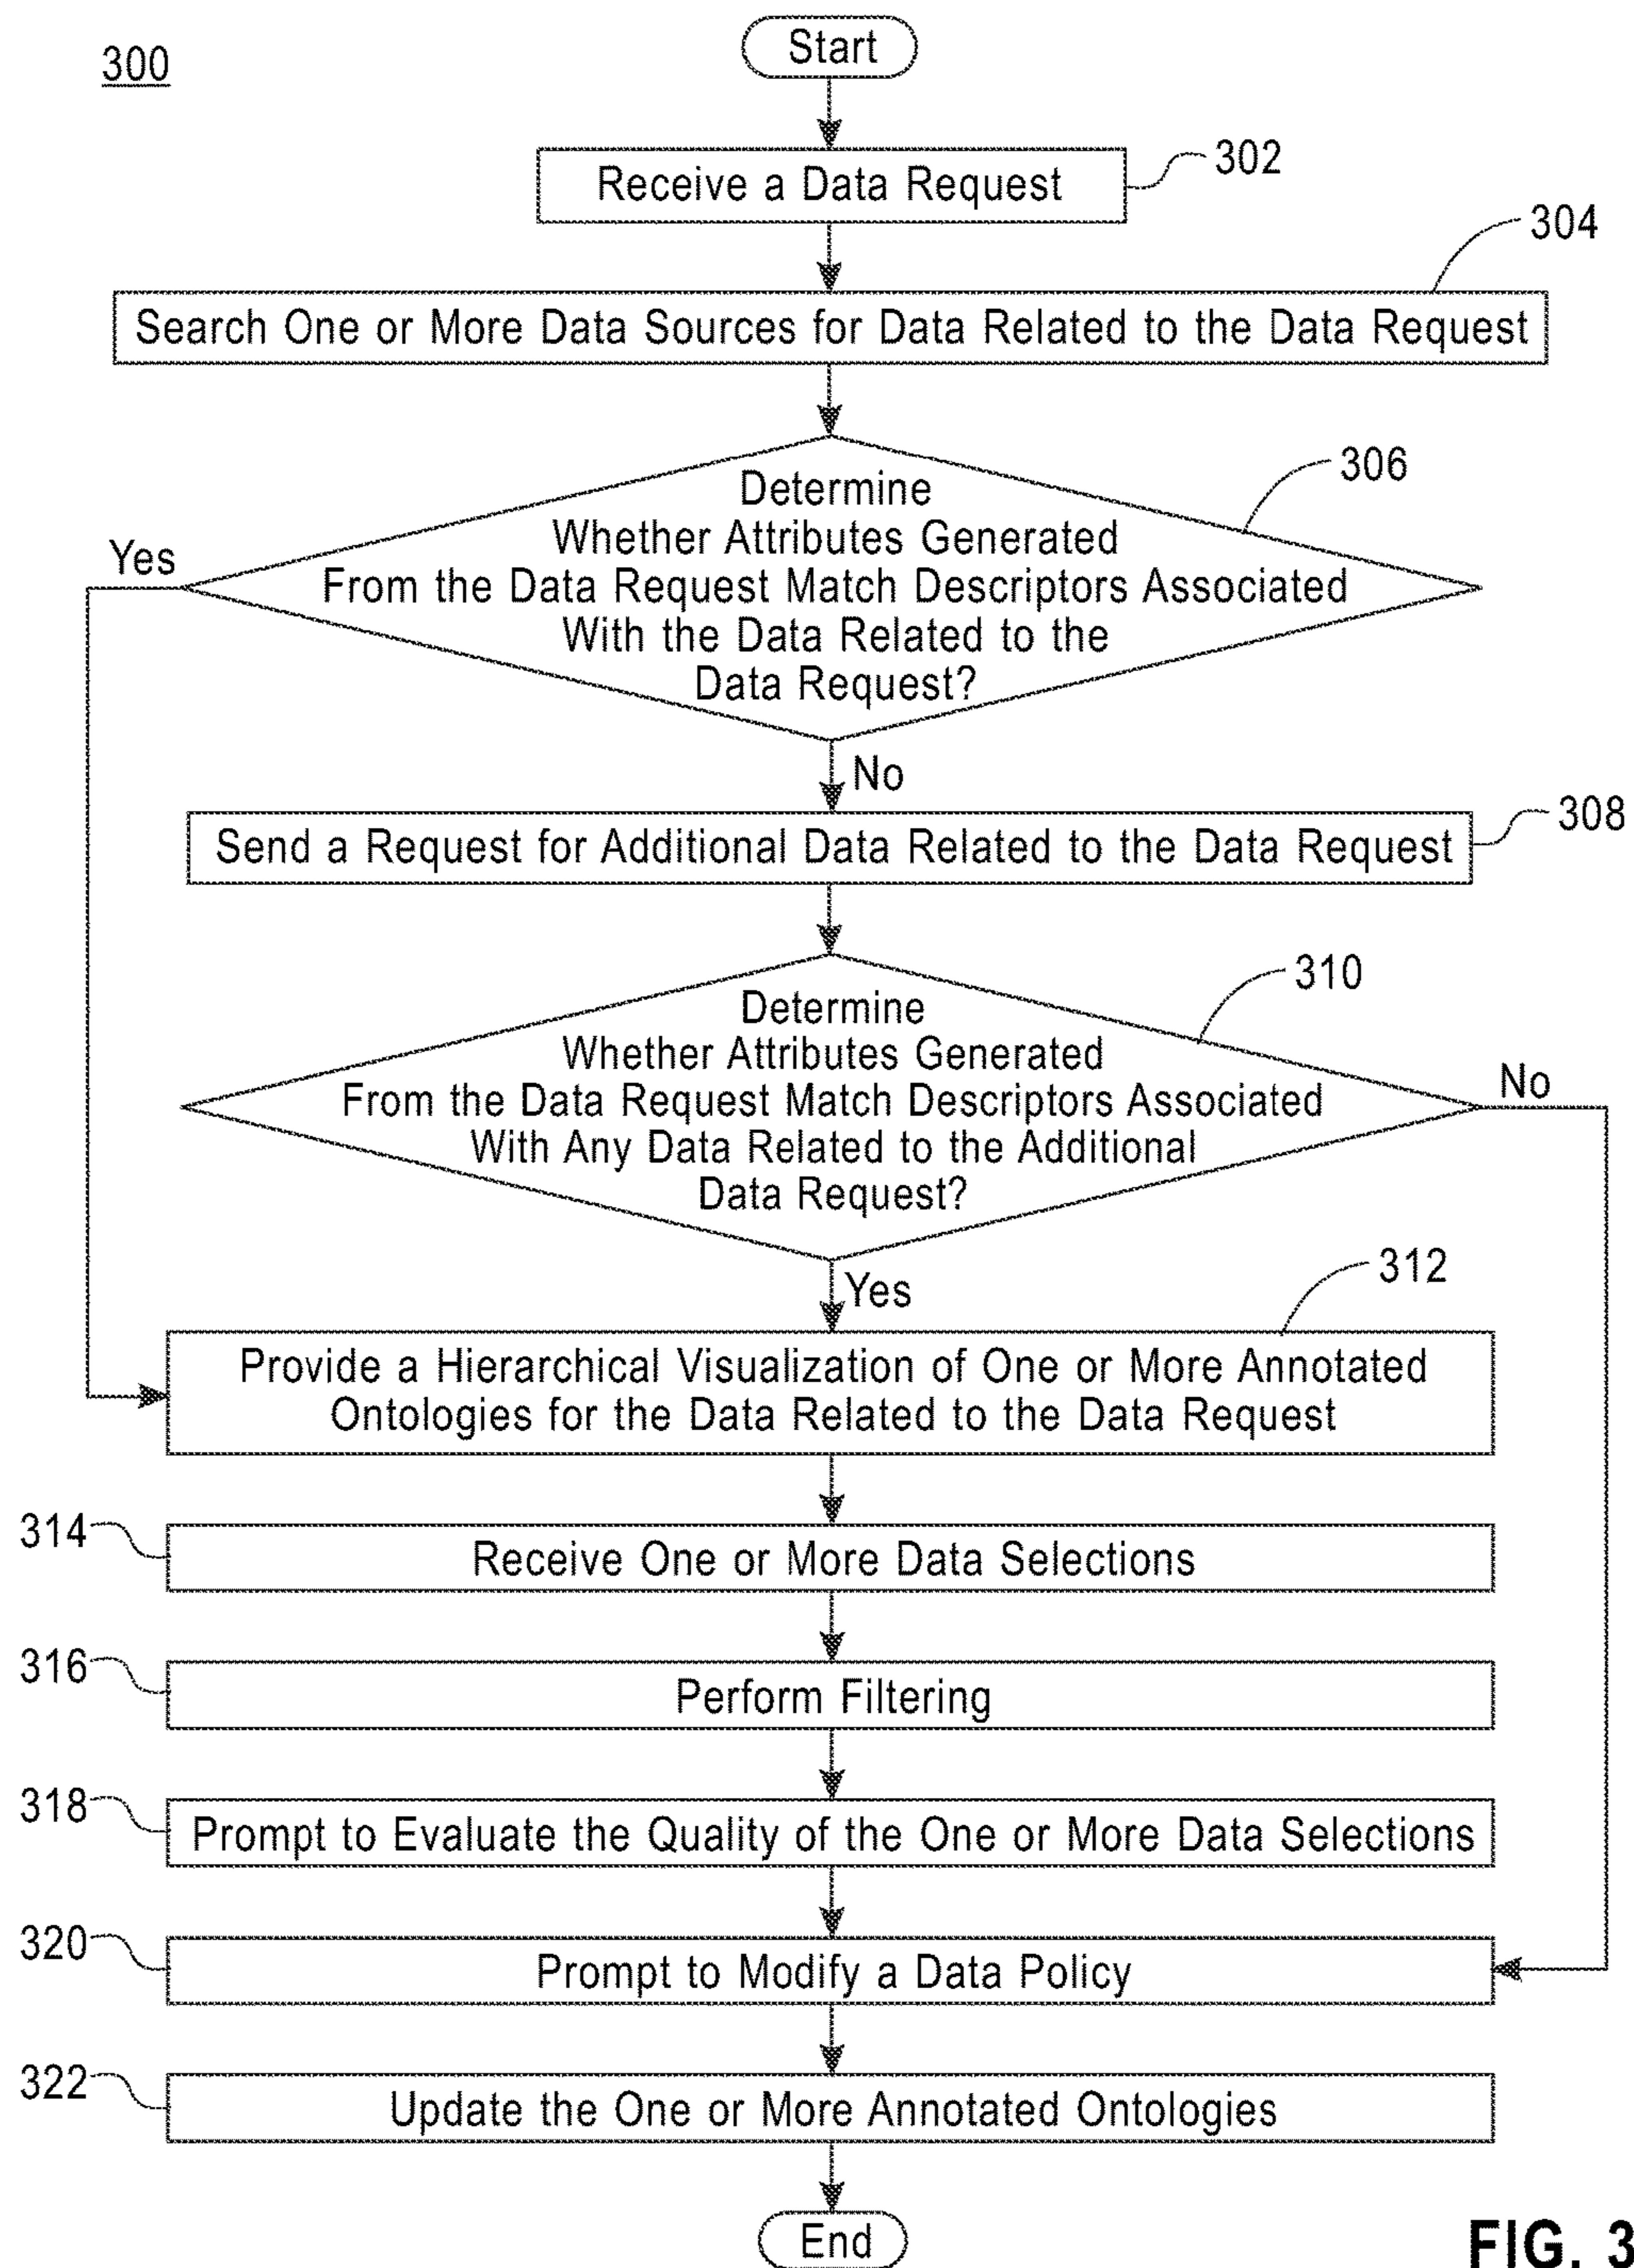 300
Start
Receive a Data Request
302
304
Search One or More Data Sources for Data Related to the Data Request
306
Determine
Whether Attributes Generated
From the Data Request Match Descriptors Associated
With the Data Related to the
Data Request?
Yes
No
308
Send a Request for Additional Data Related to the Data Request
310
Determine
Whether Attributes Generated
From the Data Request Match Descriptors Associated
With Any Data Related to the Additional
Data Request?
No
Yes
312
Provide a Hierarchical Visualization of One or More Annotated
Ontologies for the Data Related to the Data Request
314
Receive One or More Data Selections
316
Perform Filtering
318
Prompt to Evaluate the Quality of the One or More Data Selections
320
Prompt to Modify a Data Policy
322
Update the One or More Annotated Ontologies
End
FIG. 3